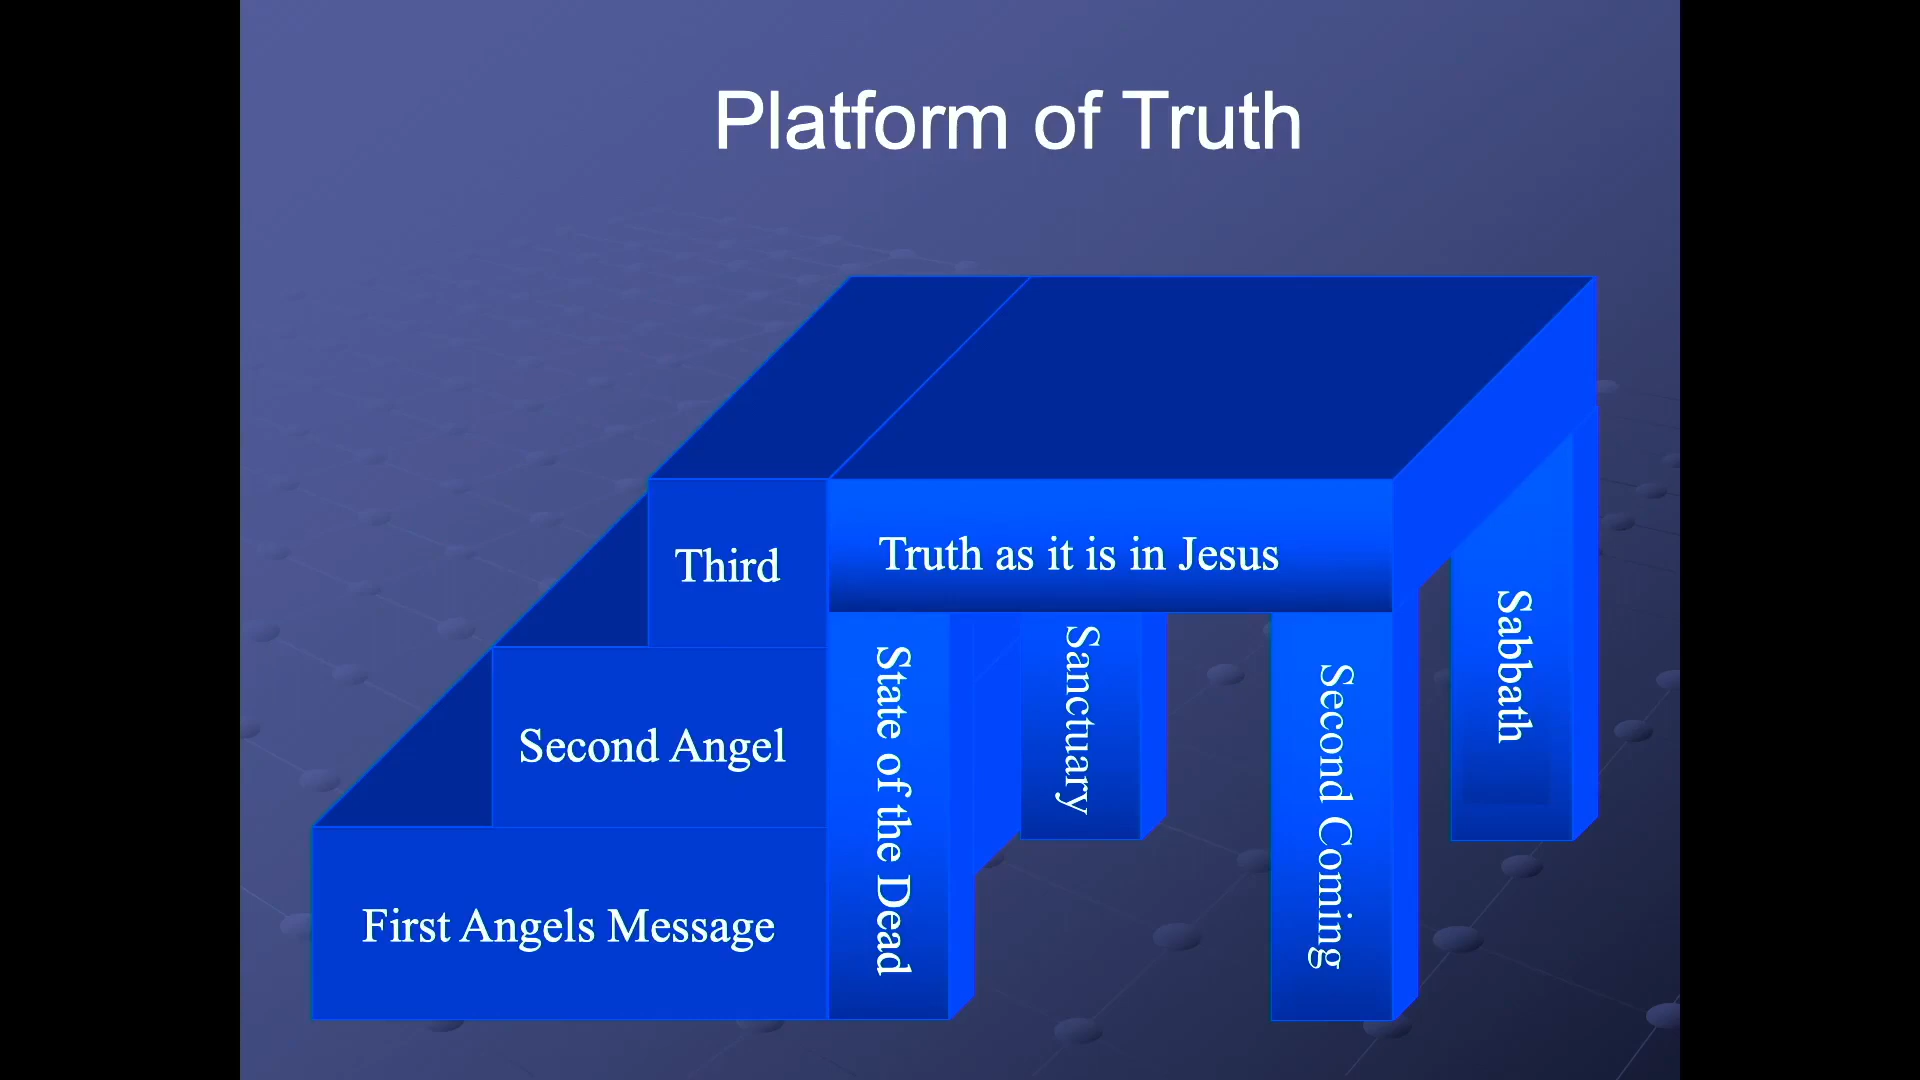 Platform of Truth
Third
Truth as it is in Jesus
Second Angel
First Angels Message
State of the Dead
Sanctuary
Second Coming
Sabbath